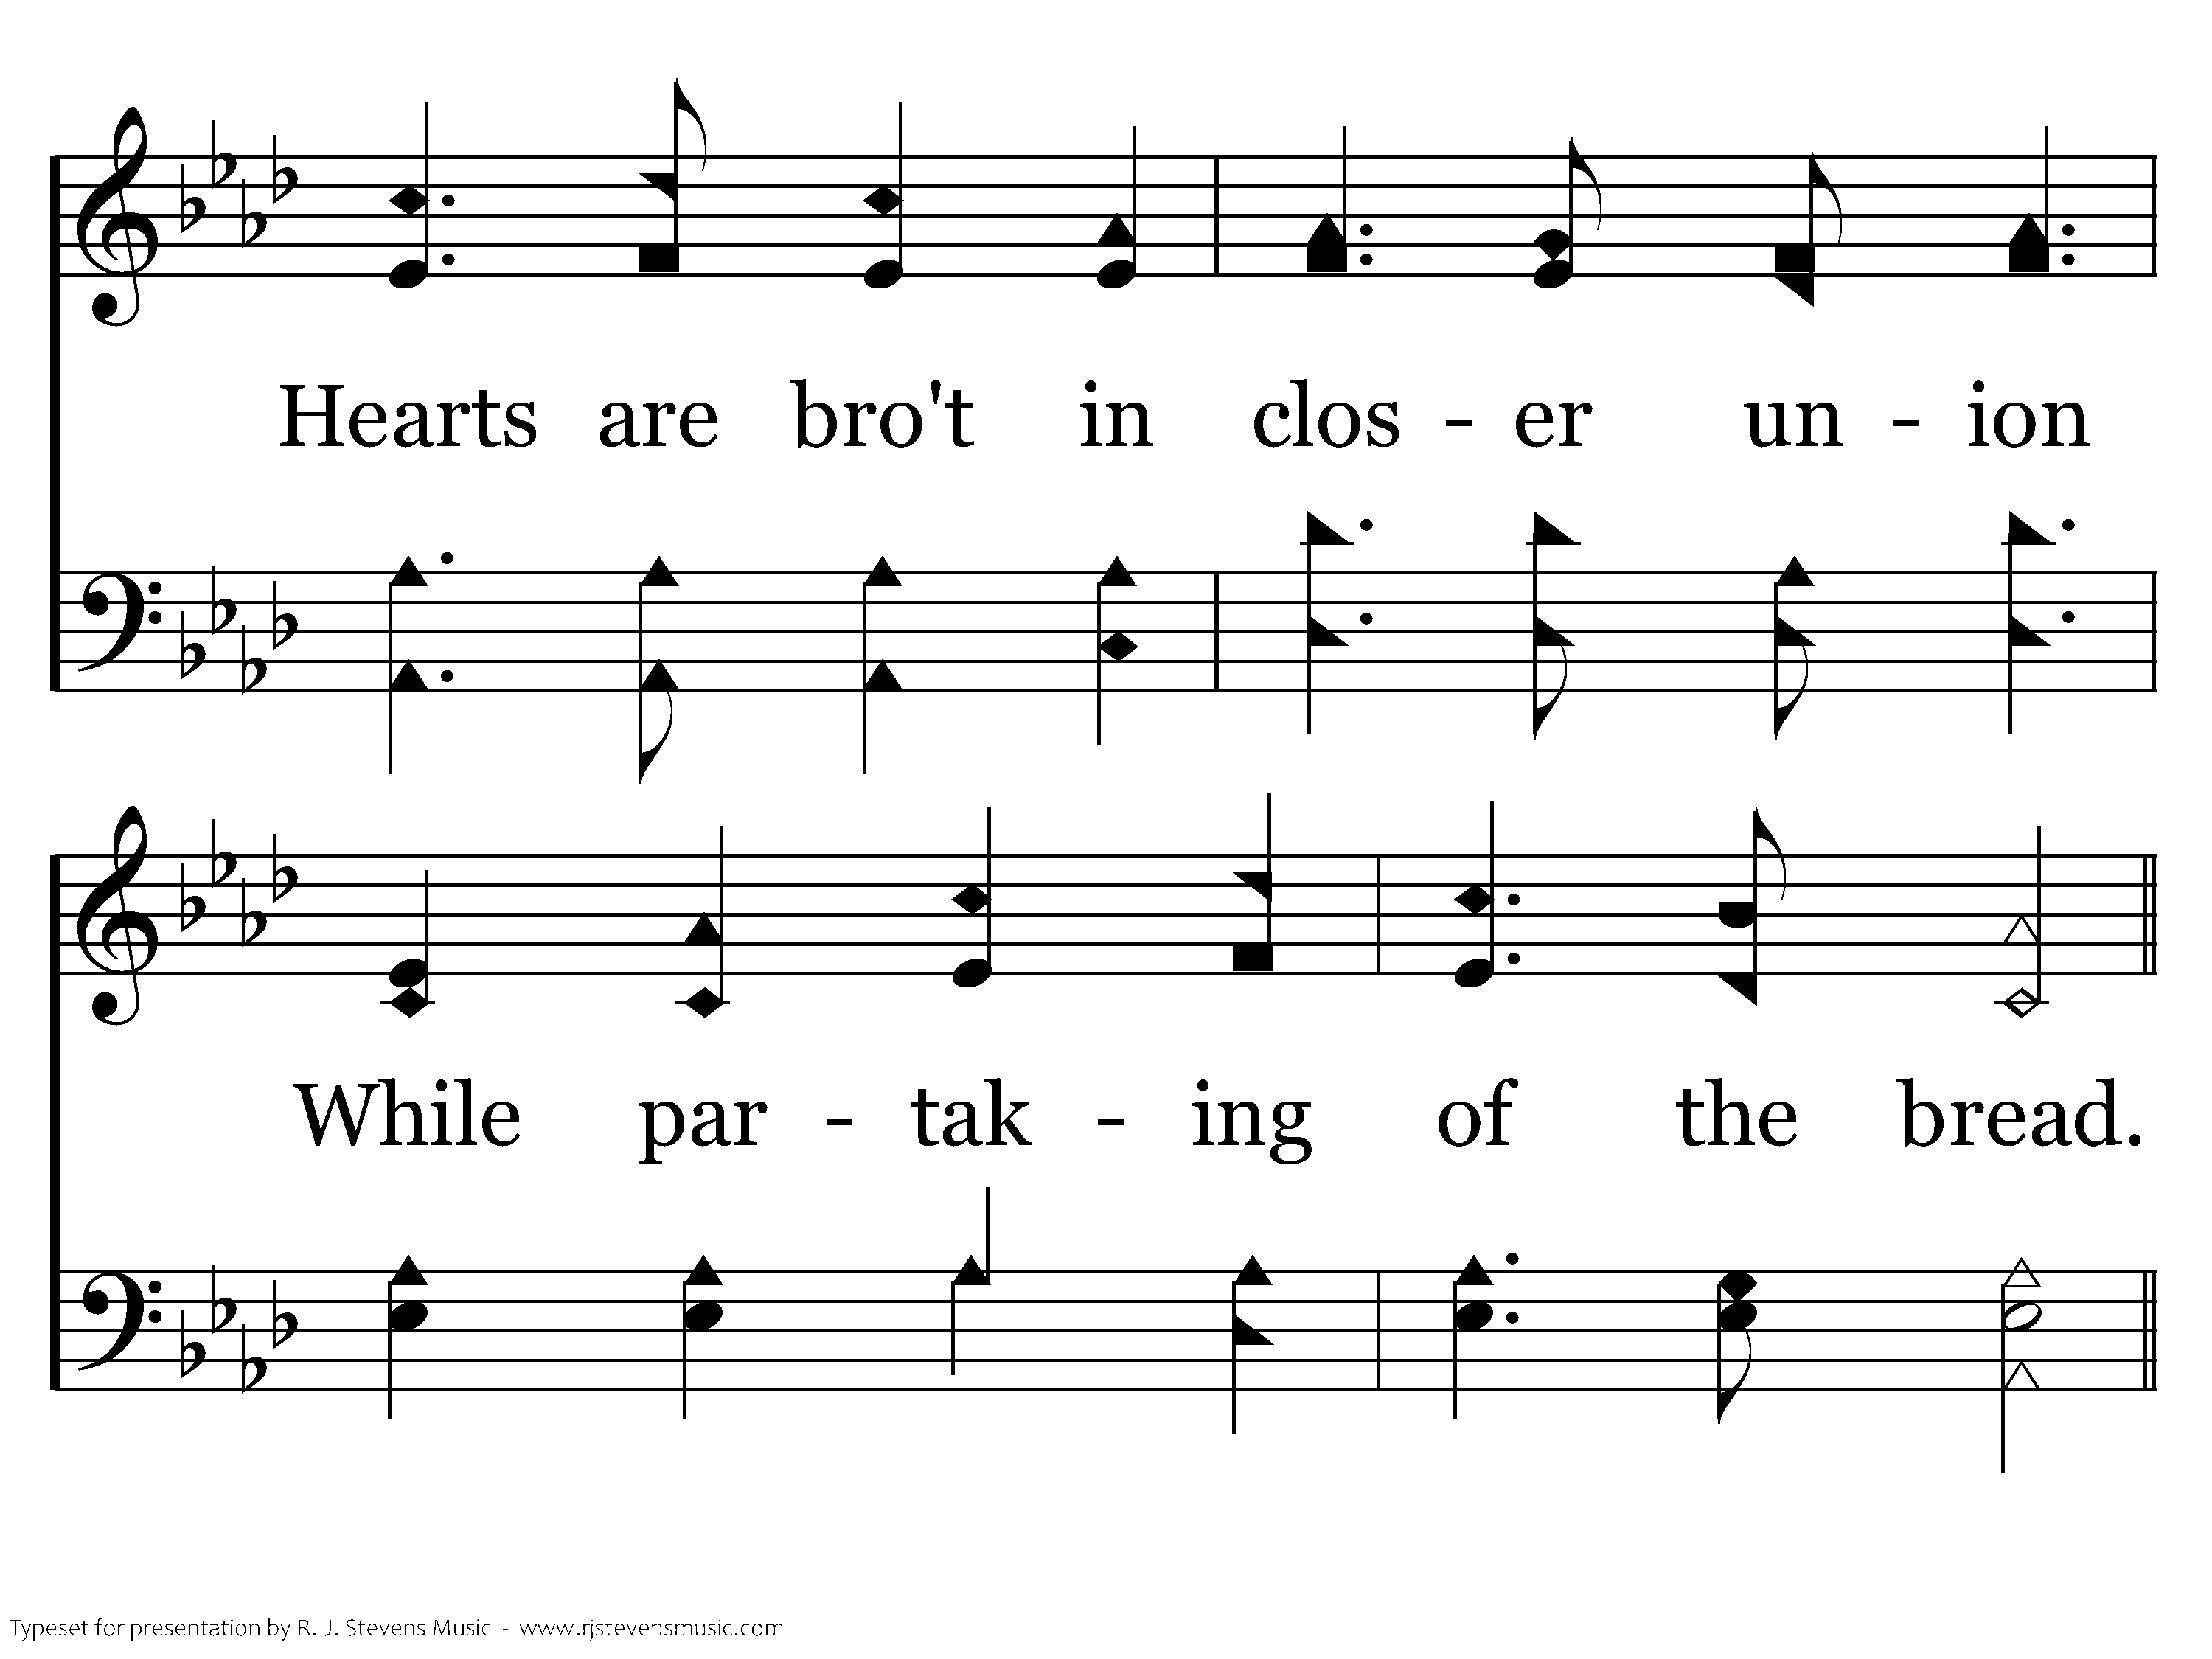 Hearts are bro't in clos - er un - ion
While par - tak - ing of the bread.
Typeset for presentation by R. J. Stevens Music - www.rjstevensmusic.com